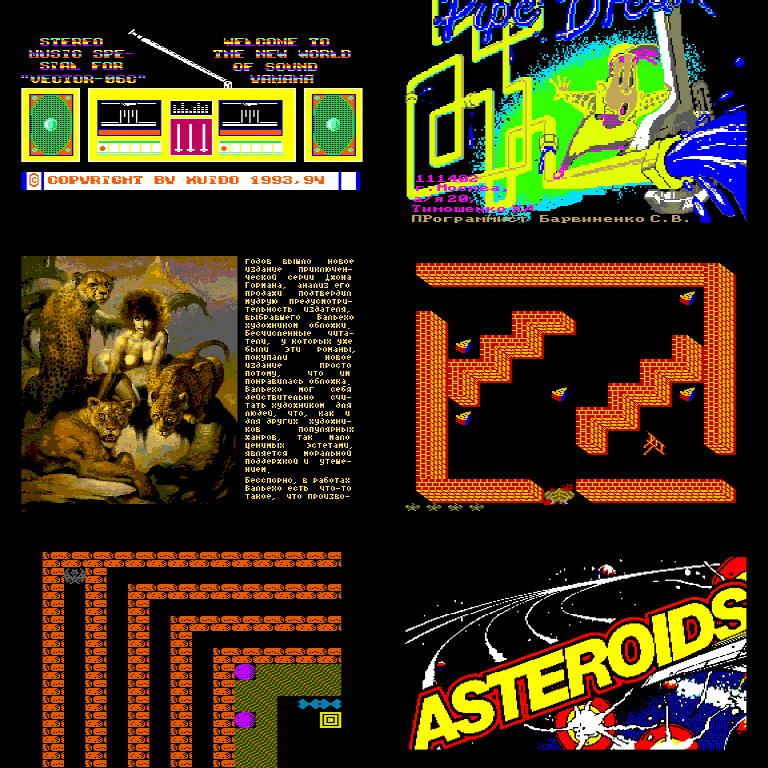 STEREO
MUSIC SPE-
SIAL FOR
"VECTOR-06C"
WELCOME TO
THE NEW WORLD
OF SOUND
VAMAHA
© COPYRIGHT BY XUIDO 1993,94
Pipe Dream
111402
г.Москва
а/я 20,
Тимошенко
ПРограммист Барвиненко С.В.
годов вышло новое
издание приключен-
ческой серии Джона
Гормана, анализ его
продажи подтвердил
мудрую предусмотри-
тельность издателя,
выбравшего Вальехо
художником обложки.
Бесчисленные чита-
тели, у которых уже
были эти романы,
покупали новое
издание просто
потому, что им
понравилась обложка.
Вальехо мог себя
действительно счи-
тать художником для
людей, что, как и
для других художни-
ков популярных
жанров, так мало
ценимых эстетами,
является моральной
поддержкой и утеше-
нием.
Бесспорно, в работах
Вальехо есть что-то
такое, что произво-
ASTEROIDS